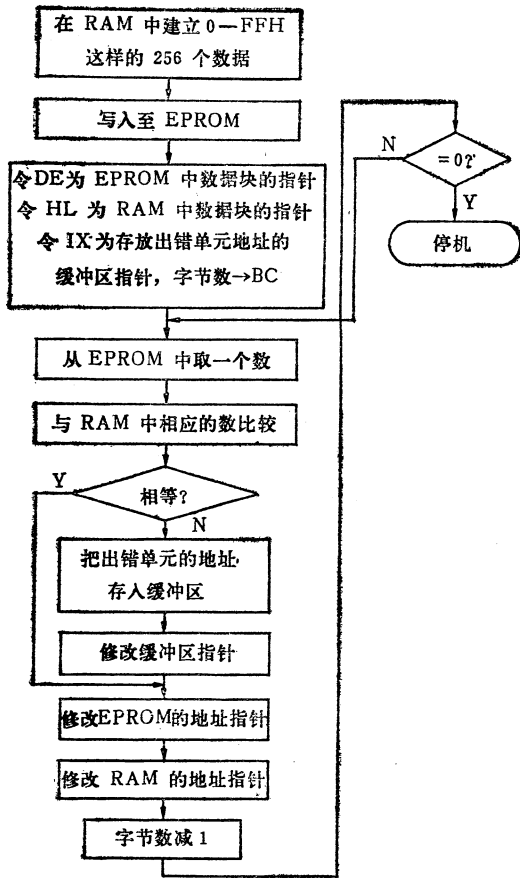 在 RAM 中建立 0—FFH
这样的 256 个数据
写入至 EPROM
令DE为 EPROM 中数据块的指针
令 HL 为 RAM 中数据块的指针
令 IX 为存放出错单元地址的
缓冲区指针，字节数→BC
从 EPROM 中取一个数
与 RAM 中相应的数比较
相等？
Y
N
把出错单元的地址
存入缓冲区
修改缓冲区指针
修改EPROM的地址指针
修改 RAM 的地址指针
字节数减 1
=0?
N
Y
停机